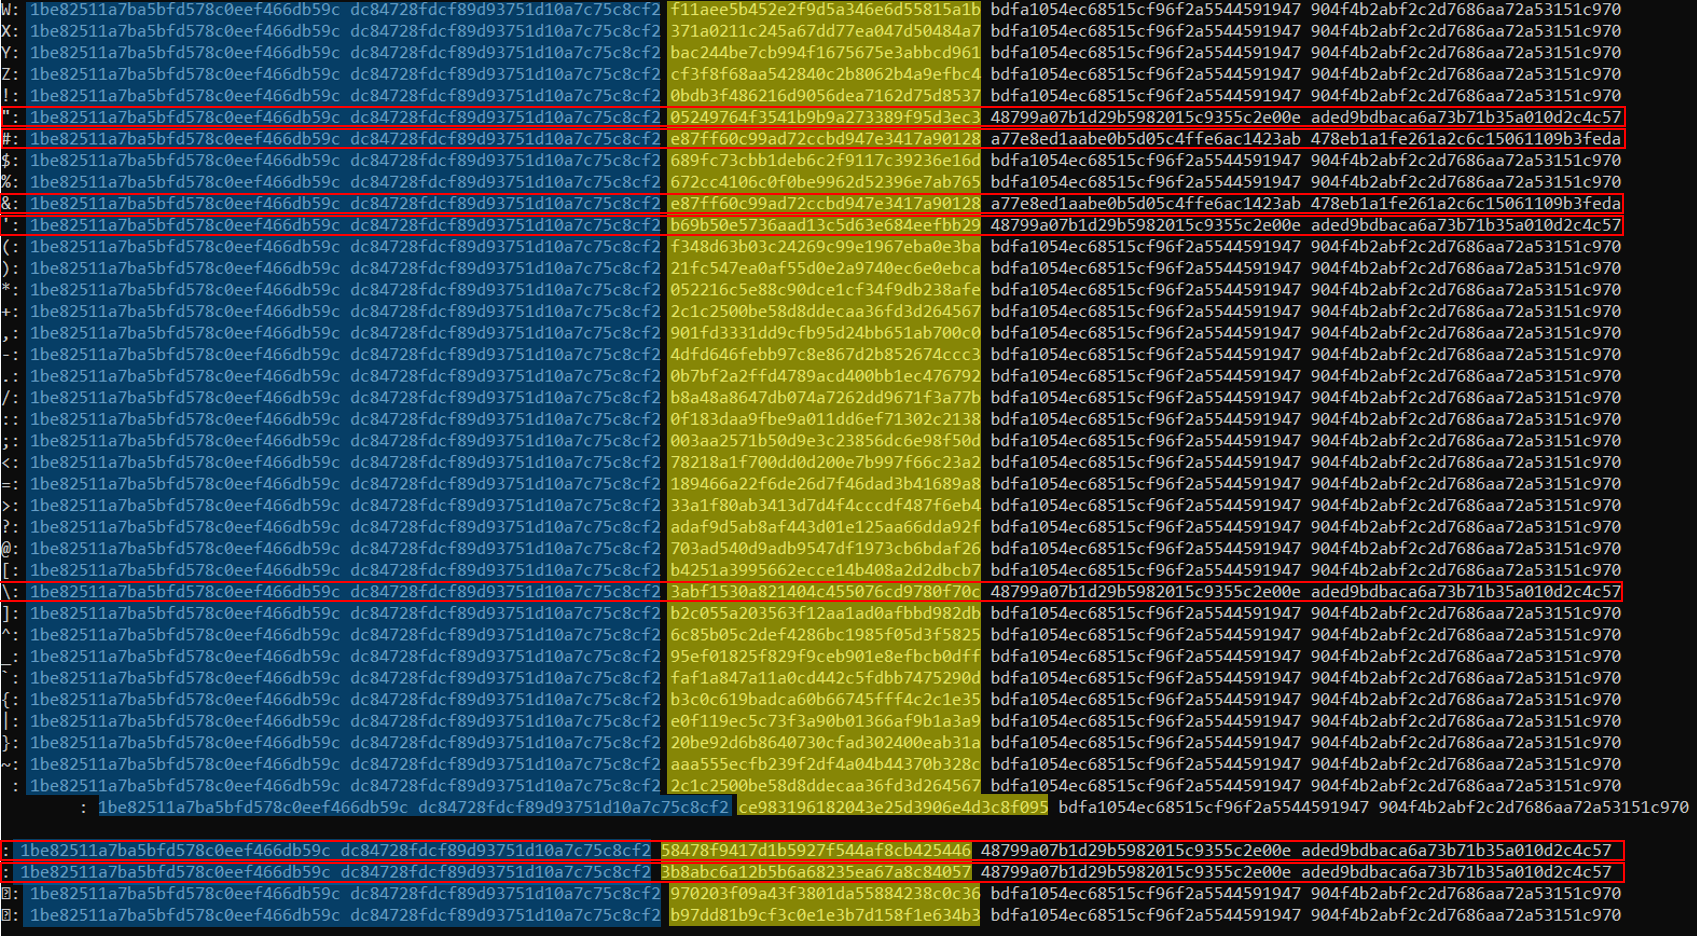 W: 1be82511a7ba5bfd578c0eef466db59c dc84728fdcf89d93751d10a7c75c8cf2 f11aee5b452e2f9d5a346e6d55815a1b bdfa1054ec68515cf96f2a5544591947 904f4b2abf2c2d7686aa72a53151c970
X: 1be82511a7ba5bfd578c0eef466db59c dc84728fdcf89d93751d10a7c75c8cf2 371a0211c245a67dd77ea047d50484a7 bdfa1054ec68515cf96f2a5544591947 904f4b2abf2c2d7686aa72a53151c970
Y: 1be82511a7ba5bfd578c0eef466db59c dc84728fdcf89d93751d10a7c75c8cf2 bac244be7cb994f1675675e3abbcd961 bdfa1054ec68515cf96f2a5544591947 904f4b2abf2c2d7686aa72a53151c970
Z: 1be82511a7ba5bfd578c0eef466db59c dc84728fdcf89d93751d10a7c75c8cf2 cf3f8f68aa542840c2b8062b4a9efbc4 bdfa1054ec68515cf96f2a5544591947 904f4b2abf2c2d7686aa72a53151c970
!: 1be82511a7ba5bfd578c0eef466db59c dc84728fdcf89d93751d10a7c75c8cf2 0bdb3f486216d9056dea7162d75d8537 bdfa1054ec68515cf96f2a5544591947 904f4b2abf2c2d7686aa72a53151c970
": 1be82511a7ba5bfd578c0eef466db59c dc84728fdcf89d93751d10a7c75c8cf2 05249764f3541b9b9a273389f95d3ec3 48799a07b1d29b5982015c9355c2e00e aded9bdbaca6a73b71b35a010d2c4c57
#: 1be82511a7ba5bfd578c0eef466db59c dc84728fdcf89d93751d10a7c75c8cf2 e87ff60c99ad72ccbd947e3417a90128 a77e8ed1aabe0b5d05c4ffe6ac1423ab 478eb1a1fe261a2c6c15061109b3feda
$: 1be82511a7ba5bfd578c0eef466db59c dc84728fdcf89d93751d10a7c75c8cf2 689fc73cbb1deb6c2f9117c39236e16d bdfa1054ec68515cf96f2a5544591947 904f4b2abf2c2d7686aa72a53151c970
%: 1be82511a7ba5bfd578c0eef466db59c dc84728fdcf89d93751d10a7c75c8cf2 672cc4106c0f0be9962d52396e7ab765 bdfa1054ec68515cf96f2a5544591947 904f4b2abf2c2d7686aa72a53151c970
&: 1be82511a7ba5bfd578c0eef466db59c dc84728fdcf89d93751d10a7c75c8cf2 e87ff60c99ad72ccbd947e3417a90128 a77e8ed1aabe0b5d05c4ffe6ac1423ab 478eb1a1fe261a2c6c15061109b3feda
': 1be82511a7ba5bfd578c0eef466db59c dc84728fdcf89d93751d10a7c75c8cf2 b69b50e5736aad13c5d63e684eefbb29 48799a07b1d29b5982015c9355c2e00e aded9bdbaca6a73b71b35a010d2c4c57
(: 1be82511a7ba5bfd578c0eef466db59c dc84728fdcf89d93751d10a7c75c8cf2 f348d63b03c24269c99e1967eba0e3ba bdfa1054ec68515cf96f2a5544591947 904f4b2abf2c2d7686aa72a53151c970
): 1be82511a7ba5bfd578c0eef466db59c dc84728fdcf89d93751d10a7c75c8cf2 21fc547ea0af55d0e2a9740ec6e0ebca bdfa1054ec68515cf96f2a5544591947 904f4b2abf2c2d7686aa72a53151c970
*: 1be82511a7ba5bfd578c0eef466db59c dc84728fdcf89d93751d10a7c75c8cf2 052216c5e88c90dce1cf34f9db238afe bdfa1054ec68515cf96f2a5544591947 904f4b2abf2c2d7686aa72a53151c970
+: 1be82511a7ba5bfd578c0eef466db59c dc84728fdcf89d93751d10a7c75c8cf2 2c1c2500be58d8ddecaa36fd3d264567 bdfa1054ec68515cf96f2a5544591947 904f4b2abf2c2d7686aa72a53151c970
,: 1be82511a7ba5bfd578c0eef466db59c dc84728fdcf89d93751d10a7c75c8cf2 901fd3331dd9cfb95d24bb651ab700c0 bdfa1054ec68515cf96f2a5544591947 904f4b2abf2c2d7686aa72a53151c970
-: 1be82511a7ba5bfd578c0eef466db59c dc84728fdcf89d93751d10a7c75c8cf2 4dfd646febb97c8e867d2b852674ccc3 bdfa1054ec68515cf96f2a5544591947 904f4b2abf2c2d7686aa72a53151c970
.: 1be82511a7ba5bfd578c0eef466db59c dc84728fdcf89d93751d10a7c75c8cf2 0b7bf2a2ffd4789acd400bb1ec476792 bdfa1054ec68515cf96f2a5544591947 904f4b2abf2c2d7686aa72a53151c970
/: 1be82511a7ba5bfd578c0eef466db59c dc84728fdcf89d93751d10a7c75c8cf2 b8a48a8647db074a7262dd9671f3a77b bdfa1054ec68515cf96f2a5544591947 904f4b2abf2c2d7686aa72a53151c970
:: 1be82511a7ba5bfd578c0eef466db59c dc84728fdcf89d93751d10a7c75c8cf2 0f183daa9fbe9a011dd6ef71302c2138 bdfa1054ec68515cf96f2a5544591947 904f4b2abf2c2d7686aa72a53151c970
;: 1be82511a7ba5bfd578c0eef466db59c dc84728fdcf89d93751d10a7c75c8cf2 003aa2571b50d9e3c23856dc6e98f50d bdfa1054ec68515cf96f2a5544591947 904f4b2abf2c2d7686aa72a53151c970
<: 1be82511a7ba5bfd578c0eef466db59c dc84728fdcf89d93751d10a7c75c8cf2 78218a1f700dd0d200e7b997f66c23a2 bdfa1054ec68515cf96f2a5544591947 904f4b2abf2c2d7686aa72a53151c970
=: 1be82511a7ba5bfd578c0eef466db59c dc84728fdcf89d93751d10a7c75c8cf2 189466a22f6de26d7f46dad3b41689a8 bdfa1054ec68515cf96f2a5544591947 904f4b2abf2c2d7686aa72a53151c970
>: 1be82511a7ba5bfd578c0eef466db59c dc84728fdcf89d93751d10a7c75c8cf2 33a1f80ab3413d7d4f4cccdf487f6eb4 bdfa1054ec68515cf96f2a5544591947 904f4b2abf2c2d7686aa72a53151c970
?: 1be82511a7ba5bfd578c0eef466db59c dc84728fdcf89d93751d10a7c75c8cf2 adaf9d5ab8af443d01e125aa66dda92f bdfa1054ec68515cf96f2a5544591947 904f4b2abf2c2d7686aa72a53151c970
@: 1be82511a7ba5bfd578c0eef466db59c dc84728fdcf89d93751d10a7c75c8cf2 703ad540d9adb9547df1973cb6bdaf26 bdfa1054ec68515cf96f2a5544591947 904f4b2abf2c2d7686aa72a53151c970
[: 1be82511a7ba5bfd578c0eef466db59c dc84728fdcf89d93751d10a7c75c8cf2 b4251a3995662ecce14b408a2d2dbcb7 bdfa1054ec68515cf96f2a5544591947 904f4b2abf2c2d7686aa72a53151c970
\: 1be82511a7ba5bfd578c0eef466db59c dc84728fdcf89d93751d10a7c75c8cf2 3abf1530a821404c455076cd9780f70c 48799a07b1d29b5982015c9355c2e00e aded9bdbaca6a73b71b35a010d2c4c57
]: 1be82511a7ba5bfd578c0eef466db59c dc84728fdcf89d93751d10a7c75c8cf2 b2c055a203563f12aa1ad0afbbd982db bdfa1054ec68515cf96f2a5544591947 904f4b2abf2c2d7686aa72a53151c970
^: 1be82511a7ba5bfd578c0eef466db59c dc84728fdcf89d93751d10a7c75c8cf2 6c85b05c2def4286bc1985f05d3f5825 bdfa1054ec68515cf96f2a5544591947 904f4b2abf2c2d7686aa72a53151c970
_: 1be82511a7ba5bfd578c0eef466db59c dc84728fdcf89d93751d10a7c75c8cf2 95ef01825f829f9ceb901e8efbcb0dff bdfa1054ec68515cf96f2a5544591947 904f4b2abf2c2d7686aa72a53151c970
`: 1be82511a7ba5bfd578c0eef466db59c dc84728fdcf89d93751d10a7c75c8cf2 faf1a847a11a0cd442c5fdbb7475290d bdfa1054ec68515cf96f2a5544591947 904f4b2abf2c2d7686aa72a53151c970
{: 1be82511a7ba5bfd578c0eef466db59c dc84728fdcf89d93751d10a7c75c8cf2 b3c0c619badca60b66745fff4c2c1e35 bdfa1054ec68515cf96f2a5544591947 904f4b2abf2c2d7686aa72a53151c970
|: 1be82511a7ba5bfd578c0eef466db59c dc84728fdcf89d93751d10a7c75c8cf2 e0f119ec5c73f3a90b01366af9b1a3a9 bdfa1054ec68515cf96f2a5544591947 904f4b2abf2c2d7686aa72a53151c970
}: 1be82511a7ba5bfd578c0eef466db59c dc84728fdcf89d93751d10a7c75c8cf2 20be92d6b8640730cfad302400eab31a bdfa1054ec68515cf96f2a5544591947 904f4b2abf2c2d7686aa72a53151c970
~: 1be82511a7ba5bfd578c0eef466db59c dc84728fdcf89d93751d10a7c75c8cf2 aaa555ecfb239f2df4a04b44370b328c bdfa1054ec68515cf96f2a5544591947 904f4b2abf2c2d7686aa72a53151c970
: 1be82511a7ba5bfd578c0eef466db59c dc84728fdcf89d93751d10a7c75c8cf2 2c1c2500be58d8ddecaa36fd3d264567 bdfa1054ec68515cf96f2a5544591947 904f4b2abf2c2d7686aa72a53151c970
: 1be82511a7ba5bfd578c0eef466db59c dc84728fdcf89d93751d10a7c75c8cf2 ce983196182043e25d3906e4d3c8f095 bdfa1054ec68515cf96f2a5544591947 904f4b2abf2c2d7686aa72a53151c970
: 1be82511a7ba5bfd578c0eef466db59c dc84728fdcf89d93751d10a7c75c8cf2 58478f9417d1b5927f544af8cb425446 48799a07b1d29b5982015c9355c2e00e aded9bdbaca6a73b71b35a010d2c4c57
: 1be82511a7ba5bfd578c0eef466db59c dc84728fdcf89d93751d10a7c75c8cf2 3b8abc6a12b5b6a68235ea67a8c84057 48799a07b1d29b5982015c9355c2e00e aded9bdbaca6a73b71b35a010d2c4c57
⍰: 1be82511a7ba5bfd578c0eef466db59c dc84728fdcf89d93751d10a7c75c8cf2 970203f09a43f3801da55884238c0c36 bdfa1054ec68515cf96f2a5544591947 904f4b2abf2c2d7686aa72a53151c970
⍰: 1be82511a7ba5bfd578c0eef466db59c dc84728fdcf89d93751d10a7c75c8cf2 b97dd81b9cf3c0e1e3b7d158f1e634b3 bdfa1054ec68515cf96f2a5544591947 904f4b2abf2c2d7686aa72a53151c970